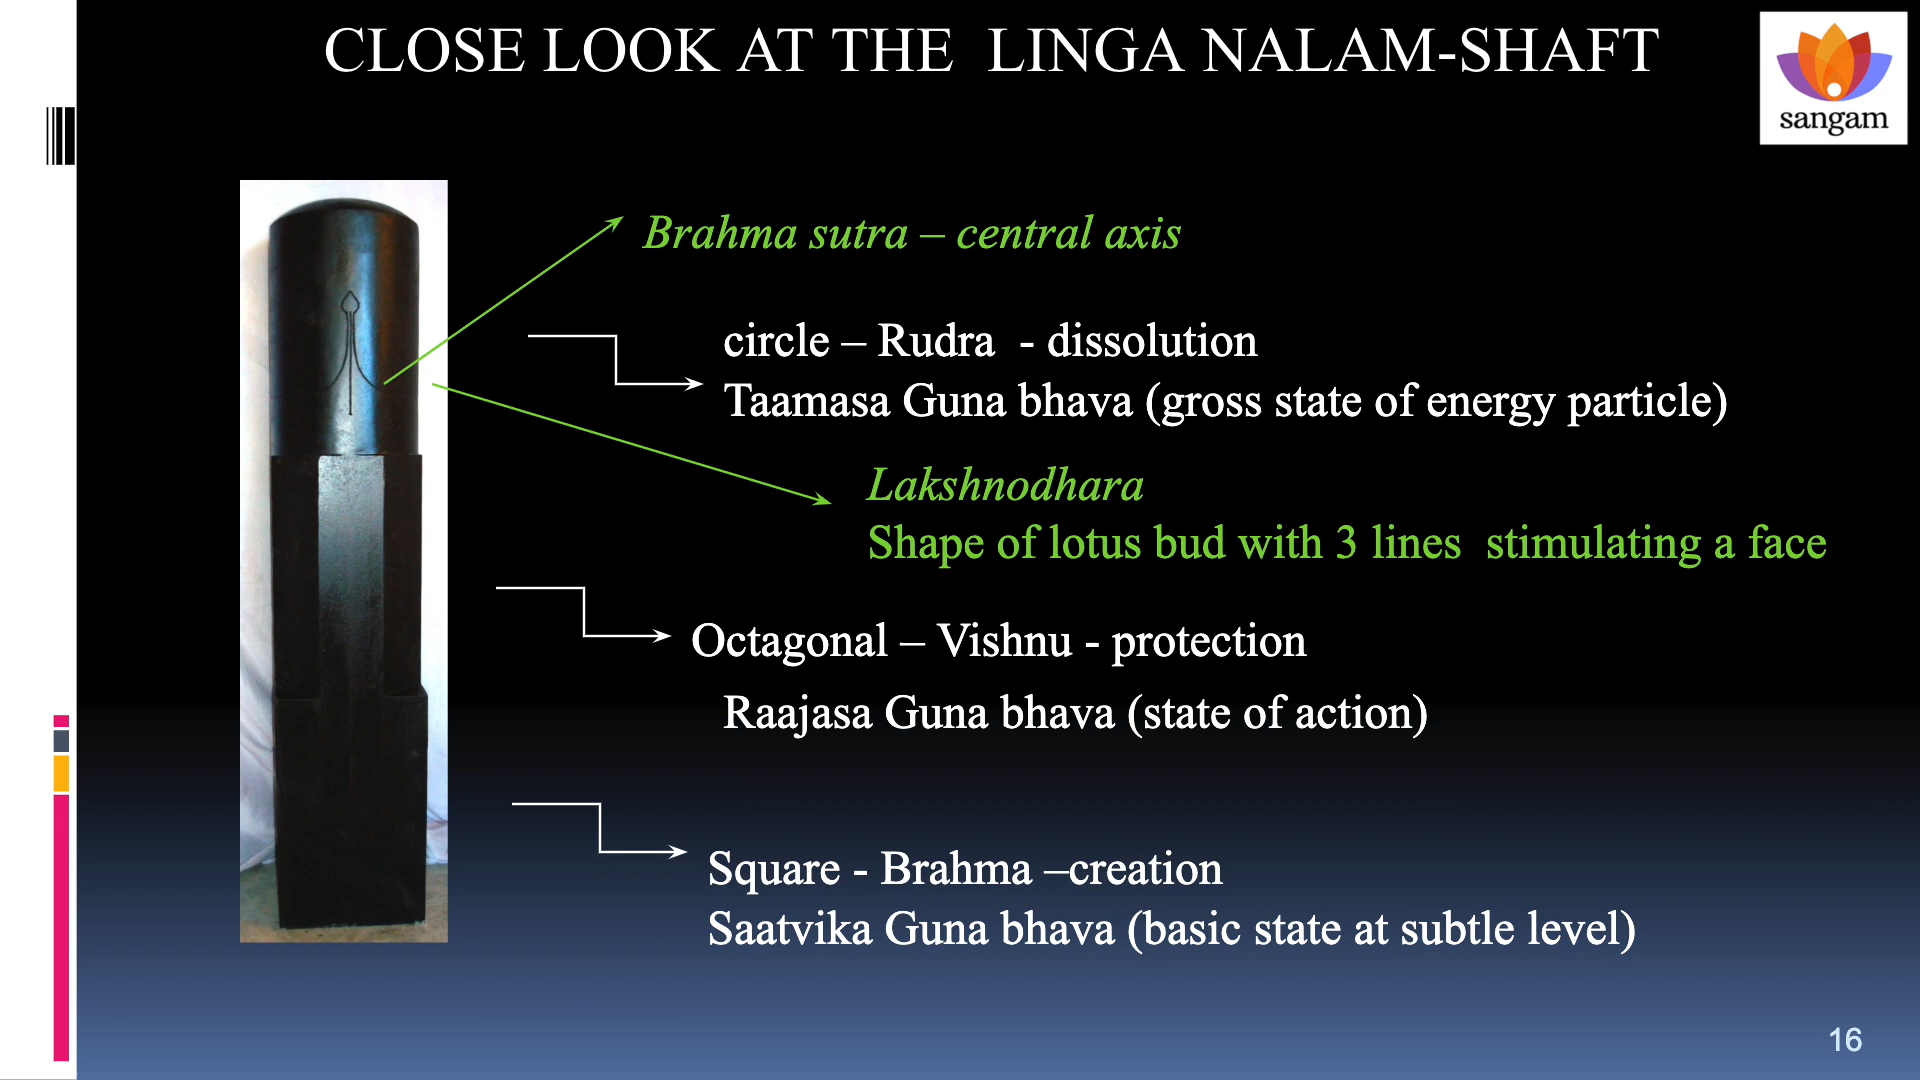 CLOSE LOOK AT THE LINGA NALAM-SHAFT
sangam
Brahma sutra – central axis
circle – Rudra - dissolution
Taamasa Guna bhava (gross state of energy particle)
Lakshnodhara
Shape of lotus bud with 3 lines stimulating a face
Octagonal – Vishnu - protection
Raajasa Guna bhava (state of action)
Square - Brahma –creation
Saatvika Guna bhava (basic state at subtle level)
16